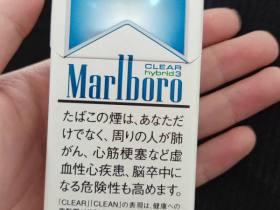 CLEAR
hybrid3
Marlboro
たばこの煙は、あなただ
けでなく、周りの人が肺
がん、心筋梗塞など虚
血性心疾患、脳卒中に
なる危険性も高めます。
「CLEAR」「CLEAN」の表現は、健康への